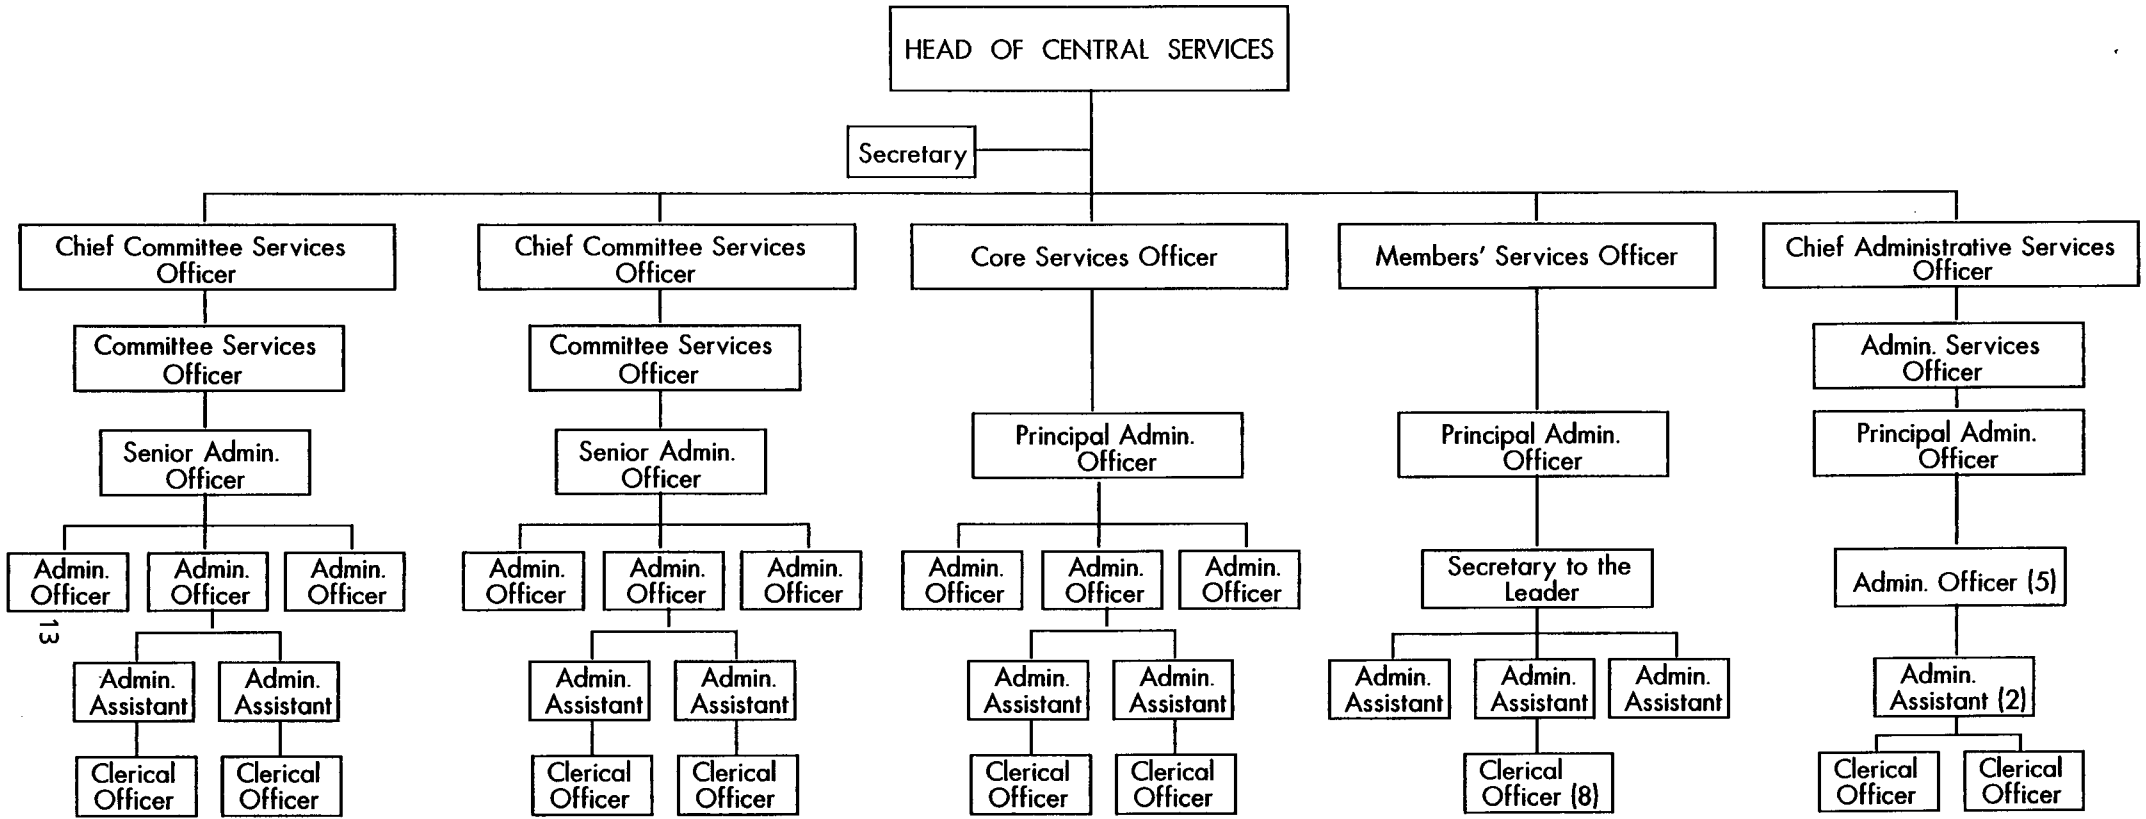 HEAD OF CENTRAL SERVICES
Secretary
Chief Committee Services
Officer
Chief Committee Services
Officer
Core Services Officer
Members' Services Officer
Chief Administrative Services
Officer
Committee Services
Officer
Committee Services
Officer
Admin. Services
Officer
Senior Admin.
Officer
Senior Admin.
Officer
Principal Admin.
Officer
Principal Admin.
Officer
Principal Admin.
Officer
Admin.
Officer
Admin.
Officer
Admin.
Officer
Admin.
Officer
Admin.
Officer
Admin.
Officer
Admin.
Officer
Admin.
Officer
Admin.
Officer
Secretary to the
Leader
Admin. Officer (5)
13
Admin.
Assistant
Admin.
Assistant
Admin.
Assistant
Admin.
Assistant
Admin.
Assistant
Admin.
Assistant
Admin.
Assistant
Admin.
Assistant
Admin.
Assistant
Admin.
Assistant (2)
Clerical
Officer
Clerical
Officer
Clerical
Officer
Clerical
Officer
Clerical
Officer
Clerical
Officer
Clerical
Officer (8)
Clerical
Officer
Clerical
Officer